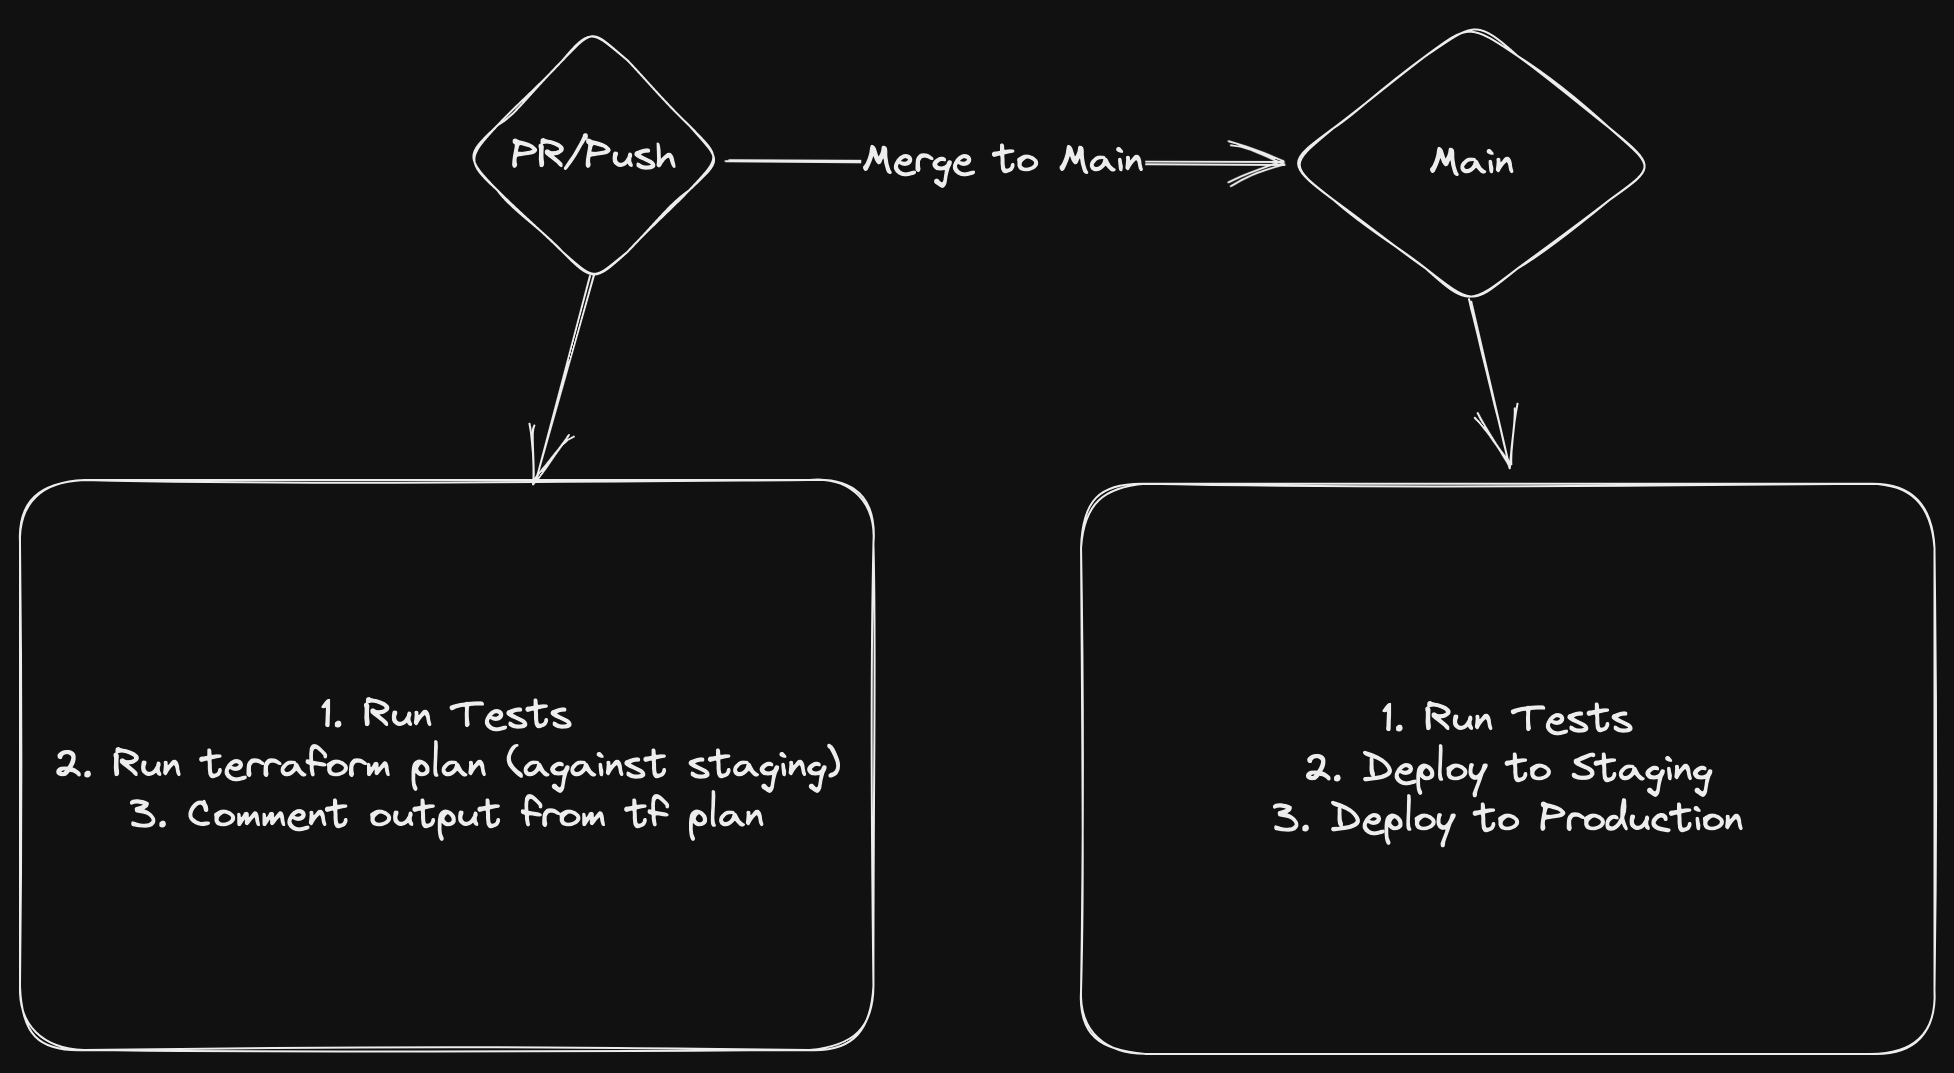 PR/Push
Merge to Main
Main
1. Run Tests
2. Run terraform plan (against staging)
3. Comment output from tf plan
1. Run Tests
2. Deploy to Staging
3. Deploy to Production